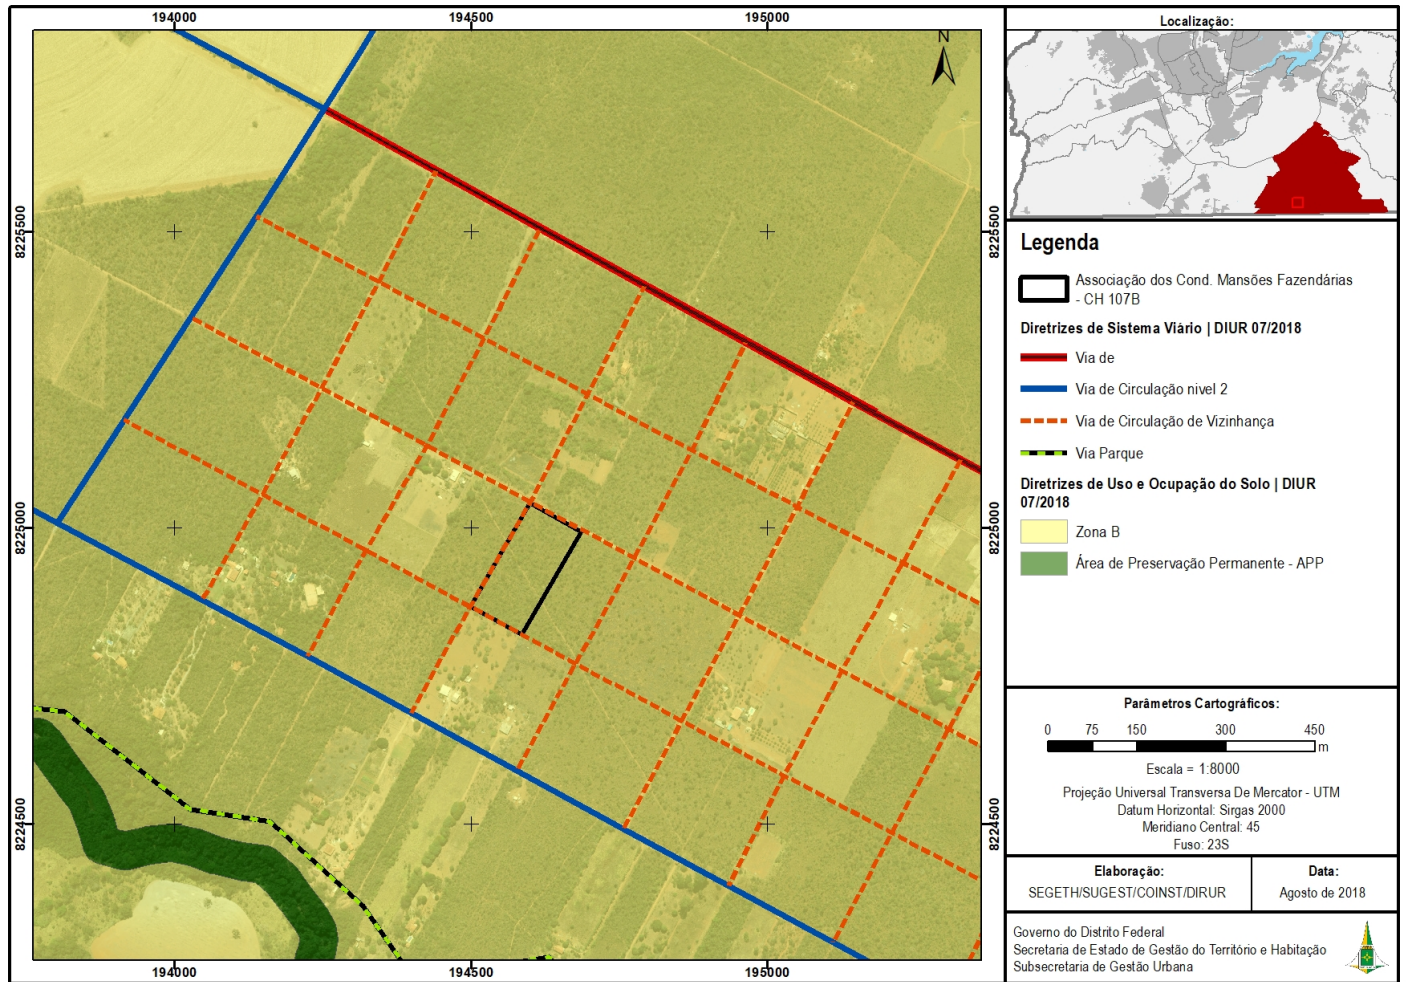 194000
194500
195000
N
8225500
8225500
8225000
8225000
8224500
8224500
194000
194500
195000
Localização:
Legenda
Associação dos Cond. Mansões Fazendárias
- CH 107B
Diretrizes de Sistema Viário | DIUR 07/2018
Via de
Via de Circulação nivel 2
Via de Circulação de Vizinhança
Via Parque
Diretrizes de Uso e Ocupação do Solo | DIUR
07/2018
Zona B
Área de Preservação Permanente - APP
Parâmetros Cartográficos:
0 75 150 300 450
m
Escala = 1:8000
Projeção Universal Transversa De Mercator - UTM
Datum Horizontal: Sirgas 2000
Meridiano Central: 45
Fuso: 23S
Elaboração:
SEGETH/SUGEST/COINST/DIRUR
Data:
Agosto de 2018
Governo do Distrito Federal
Secretaria de Estado de Gestão do Território e Habitação
Subsecretaria de Gestão Urbana